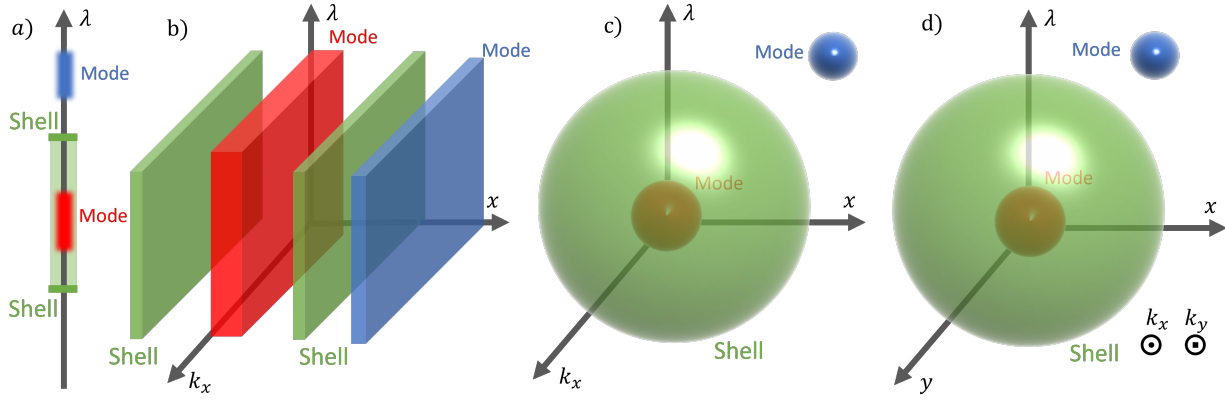 a)
λ
Mode
Shell
Mode
Shell
b)
λ
Mode
Mode
x
Shell
Shell
k_x
c)
λ
Mode
Mode
x
Shell
k_x
d)
λ
Mode
Mode
x
k_x
k_y
Shell
y